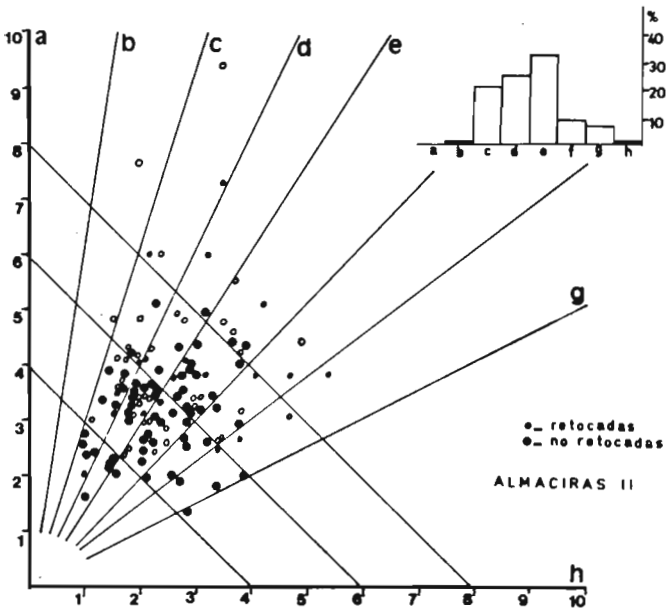 a b c d e
%
40
30
20
10
a b c d e f g h
10
9
8
7
6
5
4
3
2
1
g
●_ retocadas
●_ no retocadas
ALMACIRAS II
h
1 2 3 4 5 6 7 8 9 10